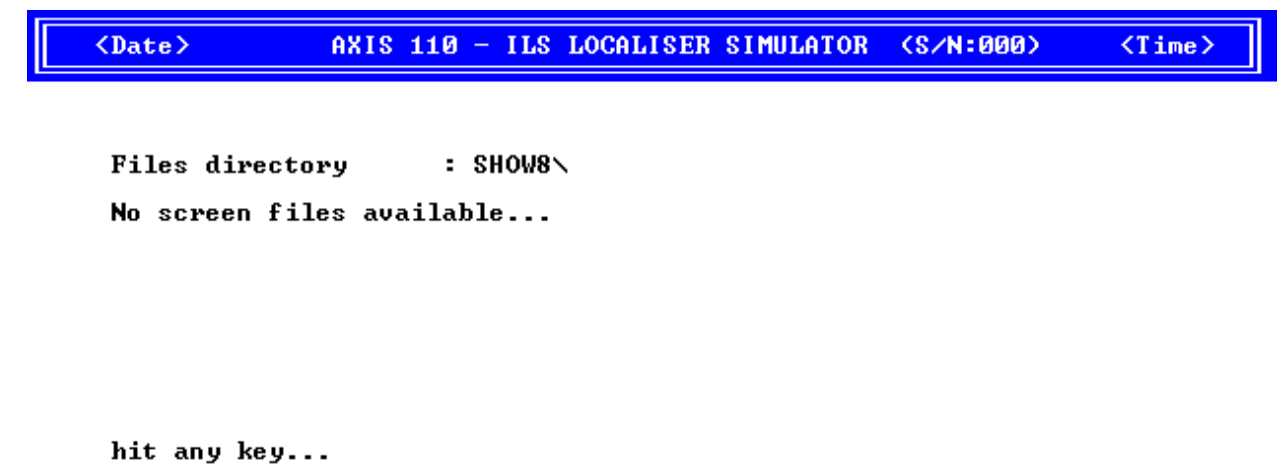 <Date> AXIS 110 - ILS LOCALISER SIMULATOR (S/N:000) <Time>
Files directory : SHOW8\
No screen files available...
hit any key...